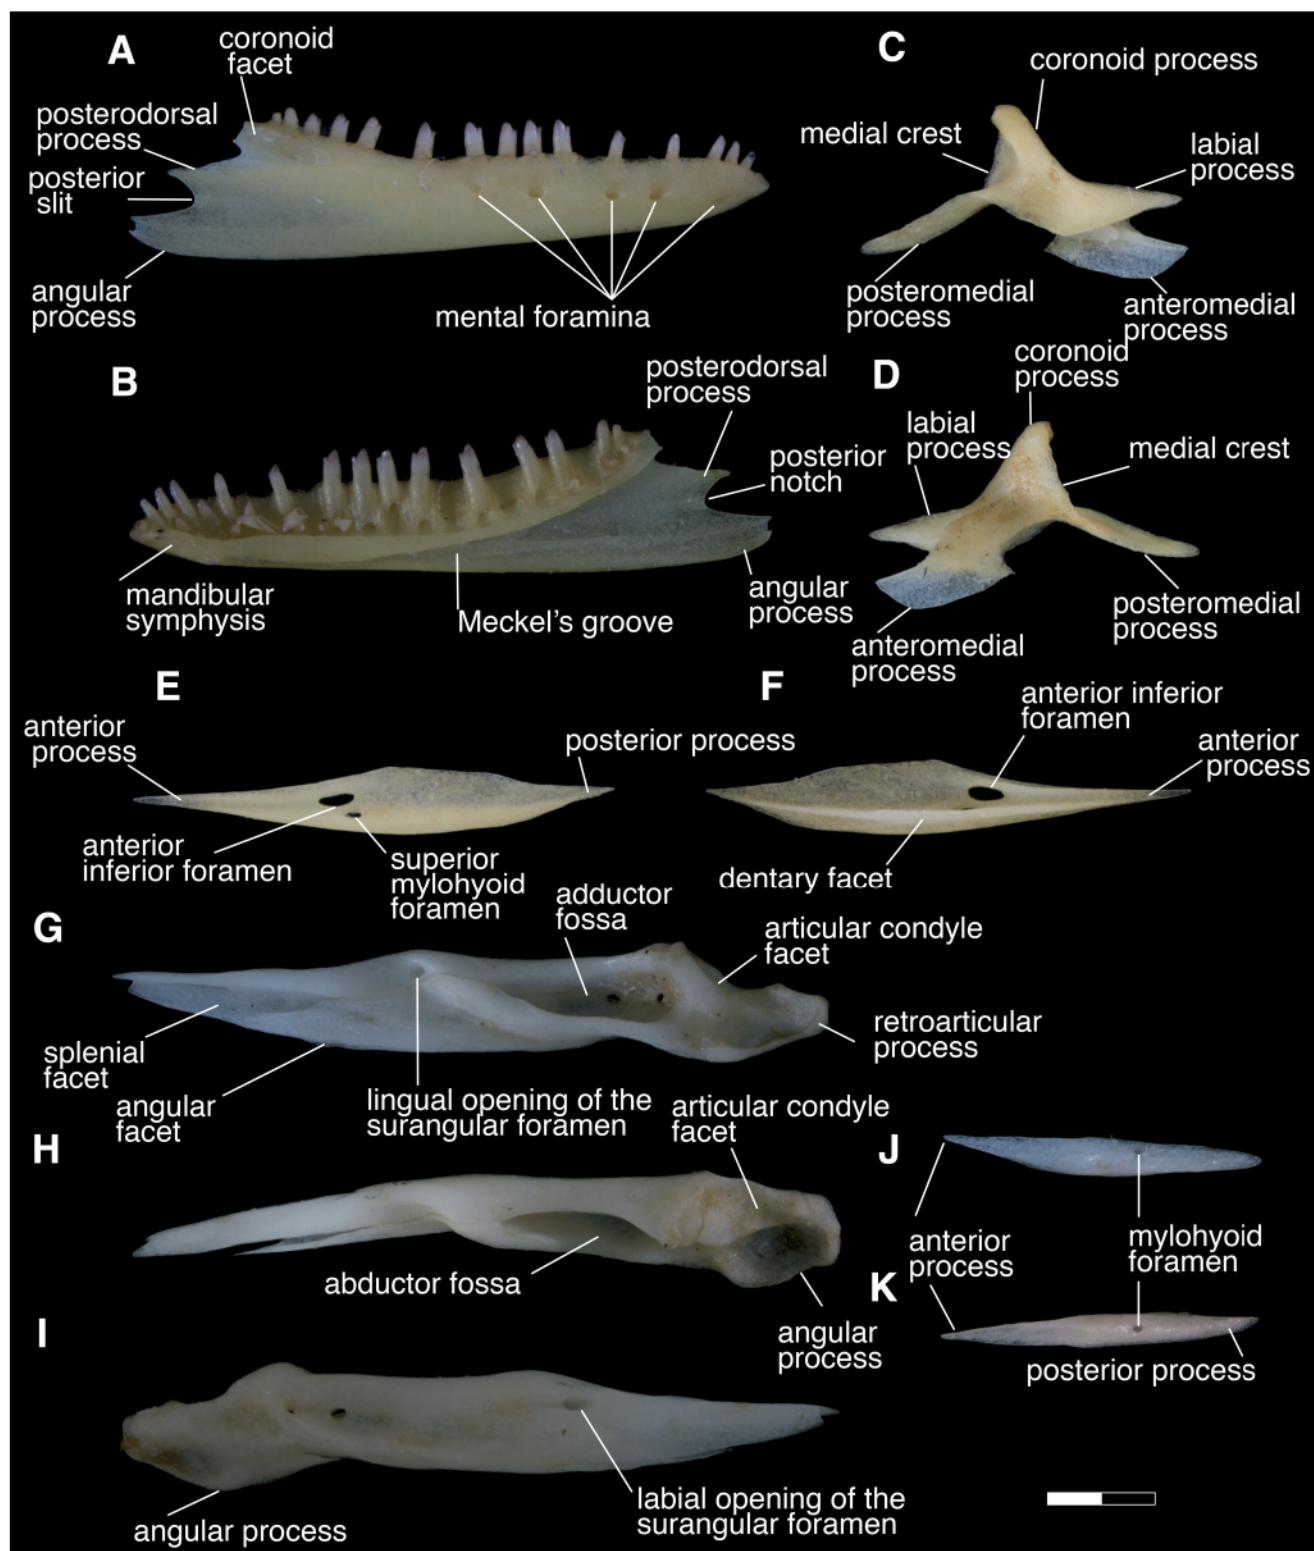 A
coronoid
facet
posterodorsal
process
posterior
slit
angular
process
mental foramina
C
coronoid process
medial crest
labial
process
posteromedial
process
anteromedial
process
B
posterodorsal
process
posterior
notch
angular
process
mandibular
symphysis
Meckel's groove
D
coronoid
process
labial
process
medial crest
posteromedial
process
anteromedial
process
E
anterior
process
posterior process
anterior
inferior foramen
superior
mylohyoid
foramen
F
anterior inferior
foramen
anterior
process
dentary facet
G
adductor
fossa
articular condyle
facet
retroarticular
process
splenial
facet
angular
facet
lingual opening of the
surangular foramen
H
articular condyle
facet
abductor fossa
angular
process
J
anterior
process
mylohyoid
foramen
K
posterior process
I
angular process
labial opening of the
surangular foramen